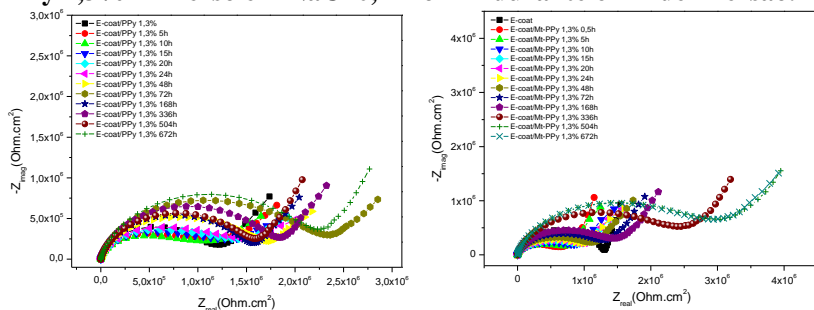 3,0x10⁶
2,5x10⁶
2,0x10⁶
1,5x10⁶
1,0x10⁶
5,0x10⁵
0,0
-Z_imag(Ohm.cm²)
E-coat/PPy 1,3%
E-coat/PPy 1,3% 5h
E-coat/PPy 1,3% 10h
E-coat/PPy 1,3% 15h
E-coat/PPy 1,3% 20h
E-coat/PPy 1,3% 24h
E-coat/PPy 1,3% 48h
E-coat/PPy 1,3% 72h
E-coat/PPy 1,3% 168h
E-coat/PPy 1,3% 336h
E-coat/PPy 1,3% 504h
E-coat/PPy 1,3% 672h
0,0 5,0x10⁵ 1,0x10⁶ 1,5x10⁶ 2,0x10⁶ 2,5x10⁶ 3,0x10⁶
Z_real(Ohm.cm²)
4x10⁶
3x10⁶
2x10⁶
1x10⁶
0
-Z_imag(Ohm.cm²)
E-coat
E-coat/Mt-PPy 1,3% 0,5h
E-coat/Mt-PPy 1,3% 5h
E-coat/Mt-PPy 1,3% 10h
E-coat/Mt-PPy 1,3% 15h
E-coat/Mt-PPy 1,3% 20h
E-coat/Mt-PPy 1,3% 24h
E-coat/Mt-PPy 1,3% 48h
E-coat/Mt-PPy 1,3% 72h
E-coat/Mt-PPy 1,3% 168h
E-coat/Mt-PPy 1,3% 336h
E-coat/Mt-PPy 1,3% 504h
E-coat/Mt-PPy 1,3% 672h
0 1x10⁶ 2x10⁶ 3x10⁶ 4x10⁶
Z_real(Ohm.cm²)